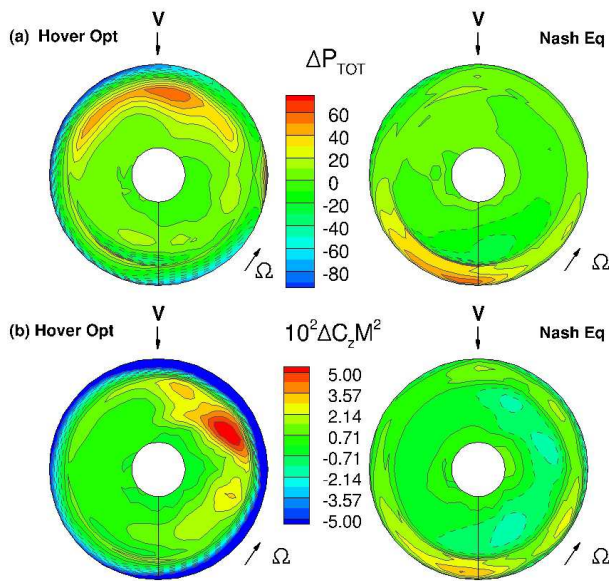 V V
(a) Hover Opt ΔP_TOT Nash Eq
60
40
20
0
-20
-40
-60
-80
Ω Ω
V V
(b) Hover Opt 10²ΔC_zM² Nash Eq
5.00
3.57
2.14
0.71
-0.71
-2.14
-3.57
-5.00
Ω Ω